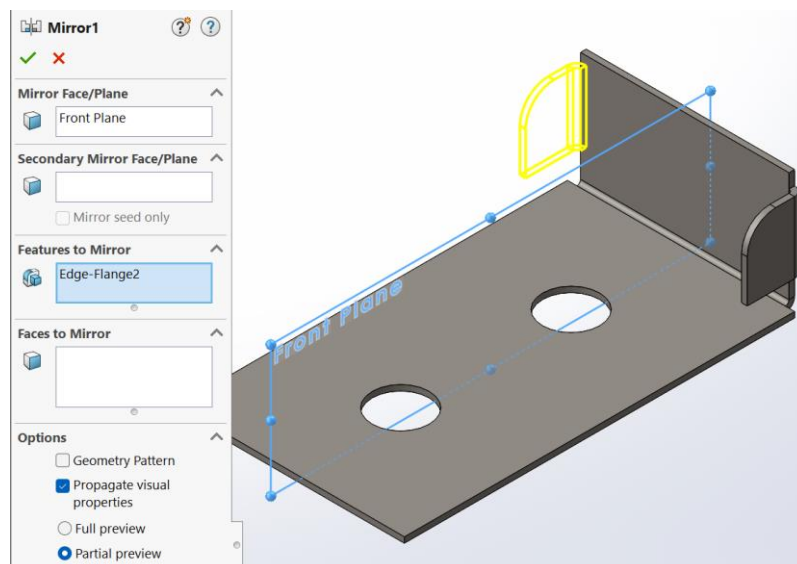 Mirror1
Mirror Face/Plane
Front Plane
Secondary Mirror Face/Plane
Mirror seed only
Features to Mirror
Edge-Flange2
Faces to Mirror
Options
Geometry Pattern
Propagate visual
properties
Full preview
Partial preview
Front Plane